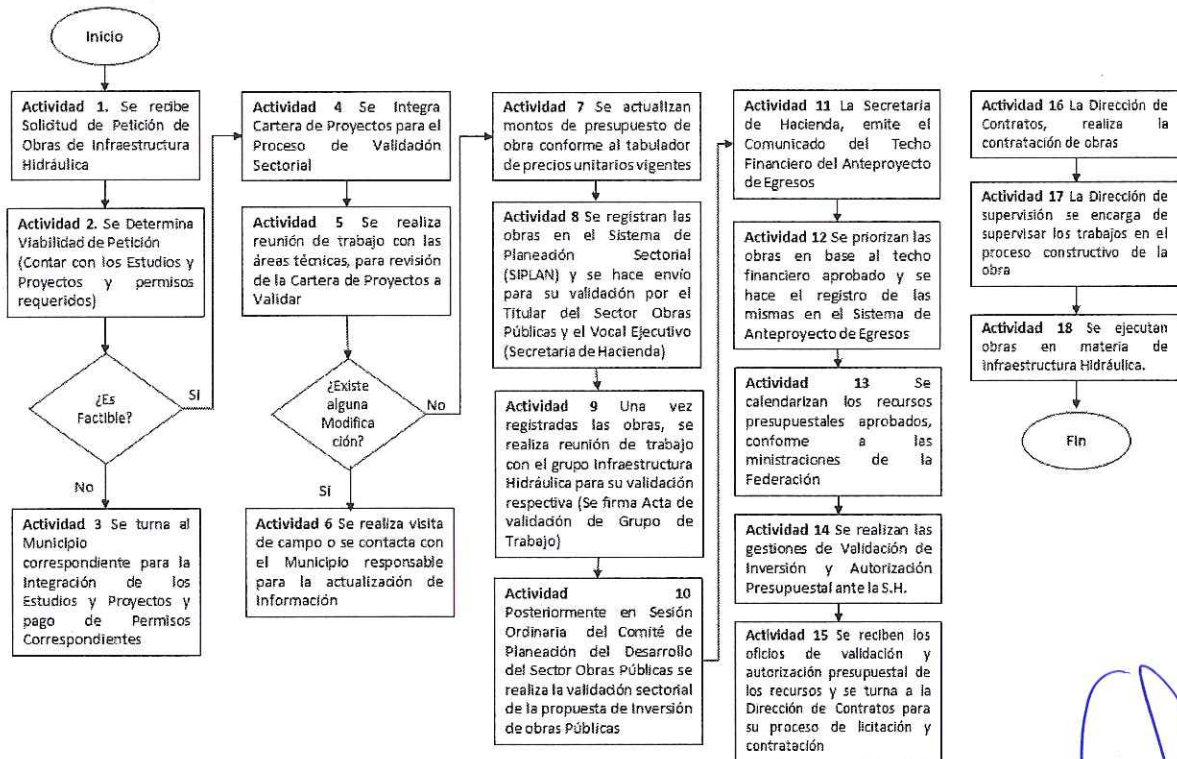 Inicio
Actividad 1. Se recibe
Solicitud de Petición de
Obras de Infraestructura
Hidráulica
Actividad 2. Se Determina
Viabilidad de Petición
(Contar con los Estudios y
Proyectos y permisos
requeridos)
¿Es
Factible?
Si
No
Actividad 3 Se turna al
Municipio
correspondiente para la
Integración de los
Estudios y Proyectos y
pago de Permisos
Correspondientes
Actividad 4 Se Integra
Cartera de Proyectos para el
Proceso de Validación
Sectorial
Actividad 5 Se realiza
reunión de trabajo con las
áreas técnicas, para revisión
de la Cartera de Proyectos a
Validar
¿Existe
alguna
Modifica
ción?
No
Si
Actividad 6 Se realiza visita
de campo o se contacta con
el Municipio responsable
para la actualización de
Información
Actividad 7 Se actualizan
montos de presupuesto de
obra conforme al tabulador
de precios unitarios vigentes
Actividad 8 Se registran las
obras en el Sistema de
Planeación Sectorial
(SIPLAN) y se hace envío
para su validación por el
Titular del Sector Obras
Públicas y el Vocal Ejecutivo
(Secretaria de Hacienda)
Actividad 9 Una vez
registradas las obras, se
realiza reunión de trabajo
con el grupo Infraestructura
Hidráulica para su validación
respectiva (Se firma Acta de
validación de Grupo de
Trabajo)
Actividad 10
Posteriormente en Sesión
Ordinaria del Comité de
Planeación del Desarrollo
del Sector Obras Públicas se
realiza la validación sectorial
de la propuesta de Inversión
de obras Públicas
Actividad 11 La Secretaria
de Hacienda, emite el
Comunicado del Techo
Financiero del Anteproyecto
de Egresos
Actividad 12 Se priorizan las
obras en base al techo
financiero aprobado y se
hace el registro de las
mismas en el Sistema de
Anteproyecto de Egresos
Actividad 13 Se
calendarizan los recursos
presupuestales aprobados,
conforme a las
ministraciones de la
Federación
Actividad 14 Se realizan las
gestiones de Validación de
Inversión y Autorización
Presupuestal ante la S.H.
Actividad 15 Se reciben los
oficios de validación y
autorización presupuestal de
los recursos y se turna a la
Dirección de Contratos para
su proceso de licitación y
contratación
Actividad 16 La Dirección de
Contratos, realiza la
contratación de obras
Actividad 17 La Dirección de
supervisión se encarga de
supervisar los trabajos en el
proceso constructivo de la
obra
Actividad 18 Se ejecutan
obras en materia de
Infraestructura Hidráulica.
Fin